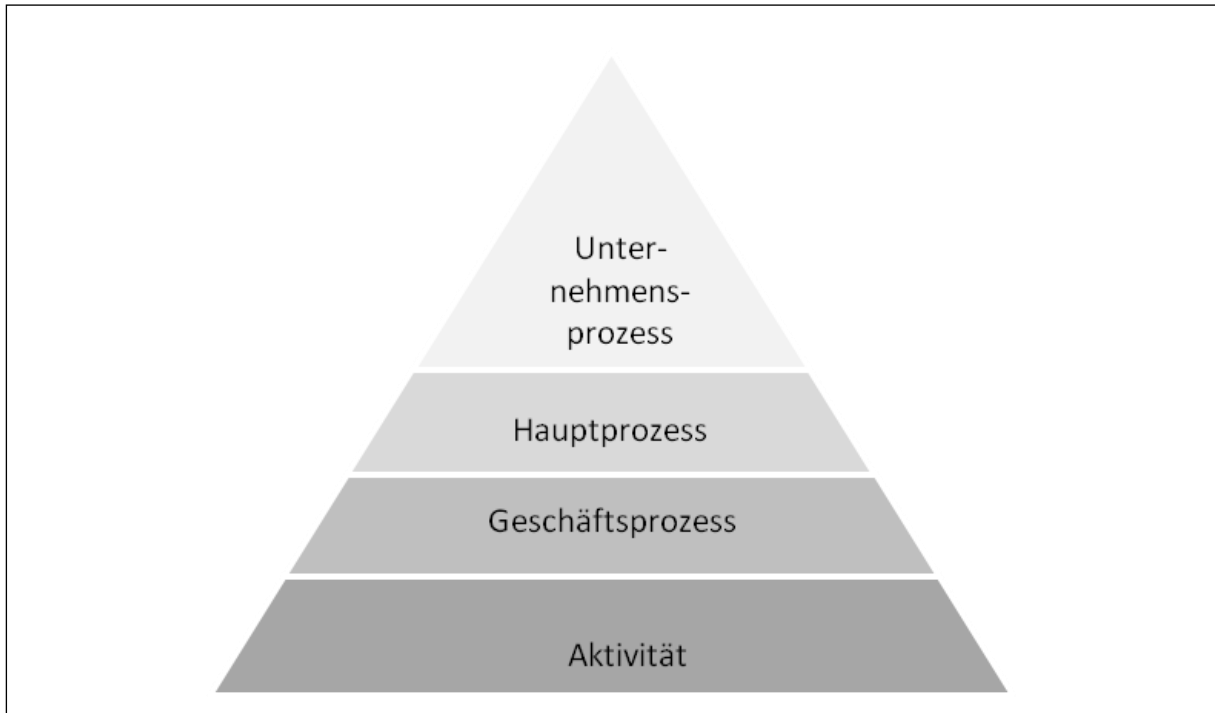 Unter-
nehmens-
prozess
Hauptprozess
Geschäftsprozess
Aktivität